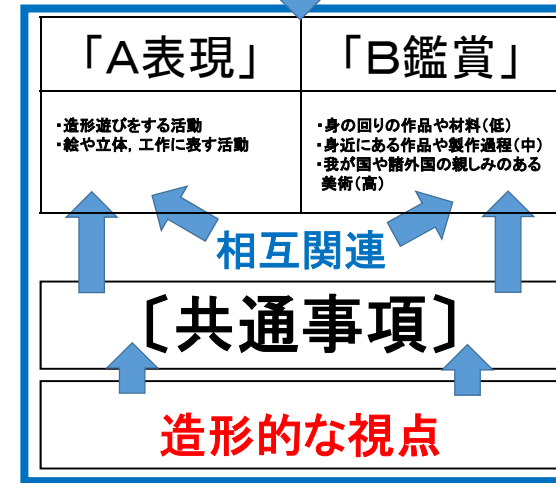 「A表現」
・造形遊びをする活動
・絵や立体，工作に表す活動
「B鑑賞」
・身の回りの作品や材料（低）
・身近にある作品や製作過程（中）
・我が国や諸外国の親しみのある
美術（高）
相互関連
〔共通事項〕
造形的な視点